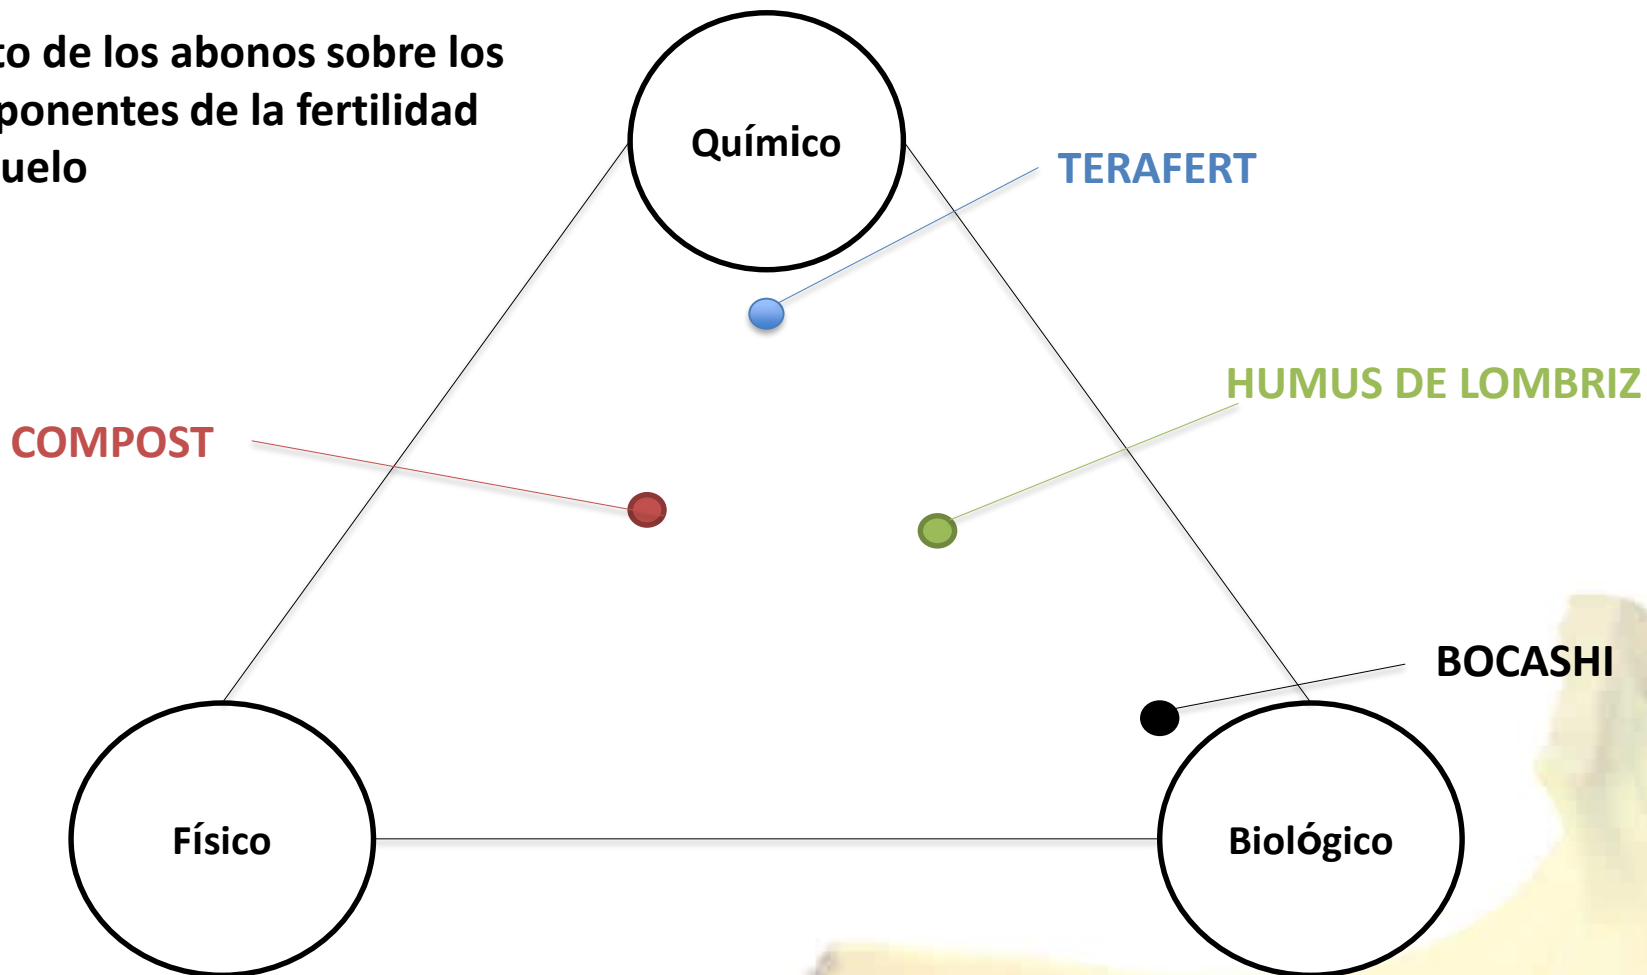 to de los abonos sobre los
ponentes de la fertilidad
uelo
Químico
TERAFERT
HUMUS DE LOMBRIZ
COMPOST
BOCASHI
Físico
Biológico